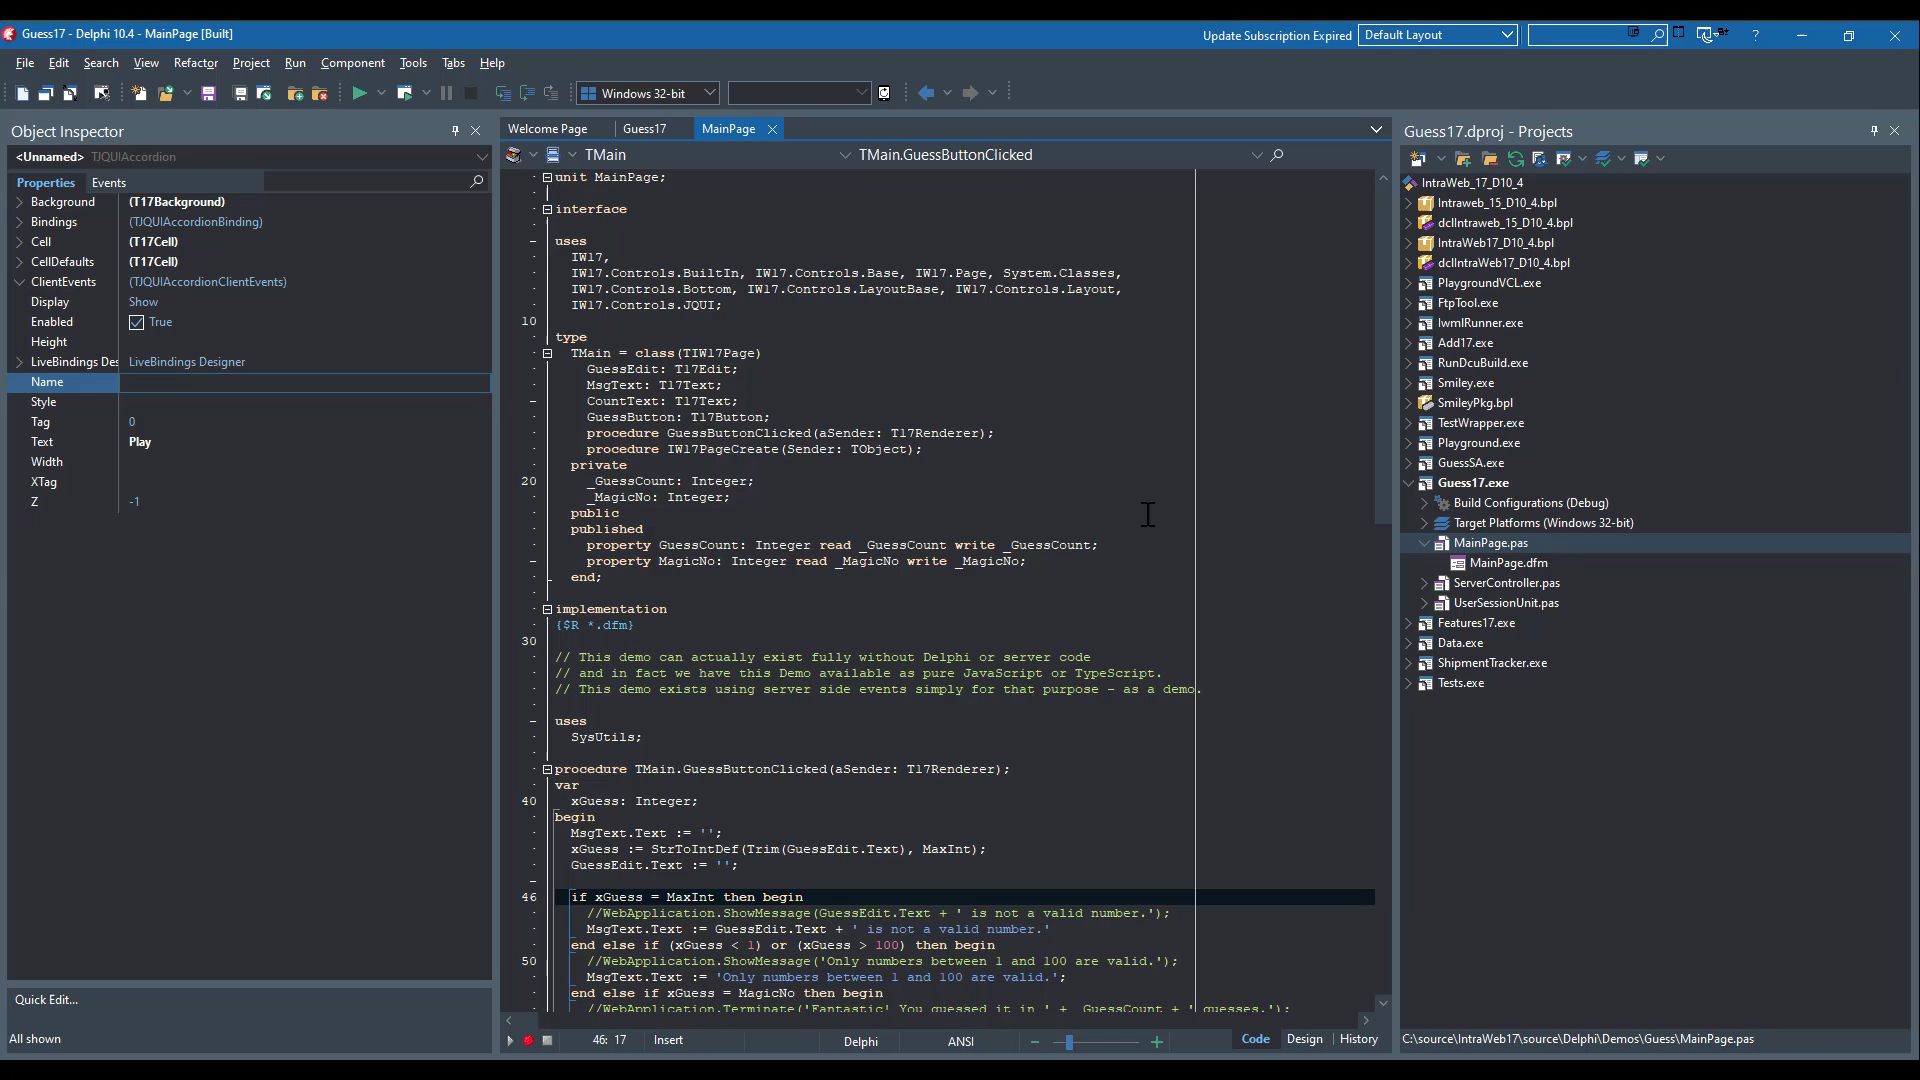 Guess17 - Delphi 10.4 - MainPage [Built]
Update Subscription Expired
Default Layout
?
File Edit Search View Refactor Project Run Component Tools Tabs Help
Windows 32-bit
Object Inspector
<Unnamed> TJQUIAccordion
Properties Events
Background (T17Background)
Bindings (TJQUIAccordionBinding)
Cell (T17Cell)
CellDefaults (T17Cell)
ClientEvents (TJQUIAccordionClientEvents)
Display Show
Enabled True
Height
LiveBindings Des LiveBindings Designer
Name
Style
Tag 0
Text Play
Width
XTag
Z -1
Quick Edit...
All shown
Welcome Page Guess17 MainPage
TMain TMain.GuessButtonClicked
unit MainPage;
interface
uses
IW17,
IW17.Controls.BuiltIn, IW17.Controls.Base, IW17.Page, System.Classes,
IW17.Controls.Bottom, IW17.Controls.LayoutBase, IW17.Controls.Layout,
IW17.Controls.JQUI;
10
type
TMain = class(TIW17Page)
GuessEdit: T17Edit;
MsgText: T17Text;
CountText: T17Text;
GuessButton: T17Button;
procedure GuessButtonClicked(aSender: T17Renderer);
procedure IW17PageCreate(Sender: TObject);
private
20 _GuessCount: Integer;
_MagicNo: Integer;
public
published
property GuessCount: Integer read _GuessCount write _GuessCount;
property MagicNo: Integer read _MagicNo write _MagicNo;
end;
implementation
{$R *.dfm}
30
// This demo can actually exist fully without Delphi or server code
// and in fact we have this Demo available as pure JavaScript or TypeScript.
// This demo exists using server side events simply for that purpose - as a demo.
uses
SysUtils;
procedure TMain.GuessButtonClicked(aSender: T17Renderer);
var
40 xGuess: Integer;
begin
MsgText.Text := '';
xGuess := StrToIntDef(Trim(GuessEdit.Text), MaxInt);
GuessEdit.Text := '';
46 if xGuess = MaxInt then begin
//WebApplication.ShowMessage(GuessEdit.Text + ' is not a valid number.');
MsgText.Text := GuessEdit.Text + ' is not a valid number.'
end else if (xGuess < 1) or (xGuess > 100) then begin
50 //WebApplication.ShowMessage('Only numbers between 1 and 100 are valid.');
MsgText.Text := 'Only numbers between 1 and 100 are valid.';
end else if xGuess = MagicNo then begin
//WebApplication.Terminate('Fantastic! You guessed it in ' + _GuessCount + ' guesses.');
46: 17 Insert Delphi ANSI
Code Design History
Guess17.dproj - Projects
IntraWeb_17_D10_4
Intraweb_15_D10_4.bpl
dclIntraweb_15_D10_4.bpl
IntraWeb17_D10_4.bpl
dclIntraWeb17_D10_4.bpl
PlaygroundVCL.exe
FtpTool.exe
IwmlRunner.exe
Add17.exe
RunDcuBuild.exe
Smiley.exe
SmileyPkg.bpl
TestWrapper.exe
Playground.exe
GuessSA.exe
Guess17.exe
Build Configurations (Debug)
Target Platforms (Windows 32-bit)
MainPage.pas
MainPage.dfm
ServerController.pas
UserSessionUnit.pas
Features17.exe
Data.exe
ShipmentTracker.exe
Tests.exe
C:\source\IntraWeb17\source\Delphi\Demos\Guess\MainPage.pas